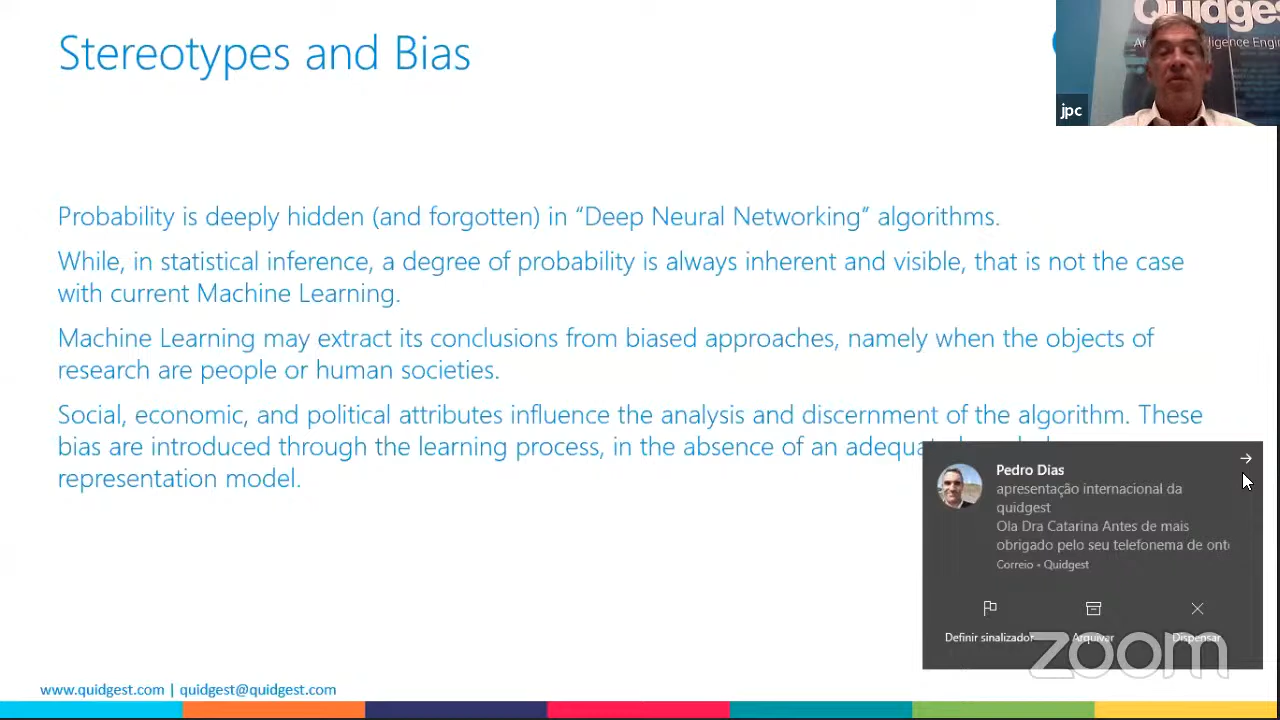 Stereotypes and Bias
Quidgest
jpc
Probability is deeply hidden (and forgotten) in “Deep Neural Networking” algorithms.
While, in statistical inference, a degree of probability is always inherent and visible, that is not the case
with current Machine Learning.
Machine Learning may extract its conclusions from biased approaches, namely when the objects of
research are people or human societies.
Social, economic, and political attributes influence the analysis and discernment of the algorithm. These
bias are introduced through the learning process, in the absence of an
representation model.
Pedro Dias
apresentação internacional da
quidgest
Ola Dra Catarina Antes de mais
obrigado pelo seu telefonema de
Correio • Quidgest
Definir sinalizador Arquivar Dispensar
zoom
www.quidgest.com | quidgest@quidgest.com